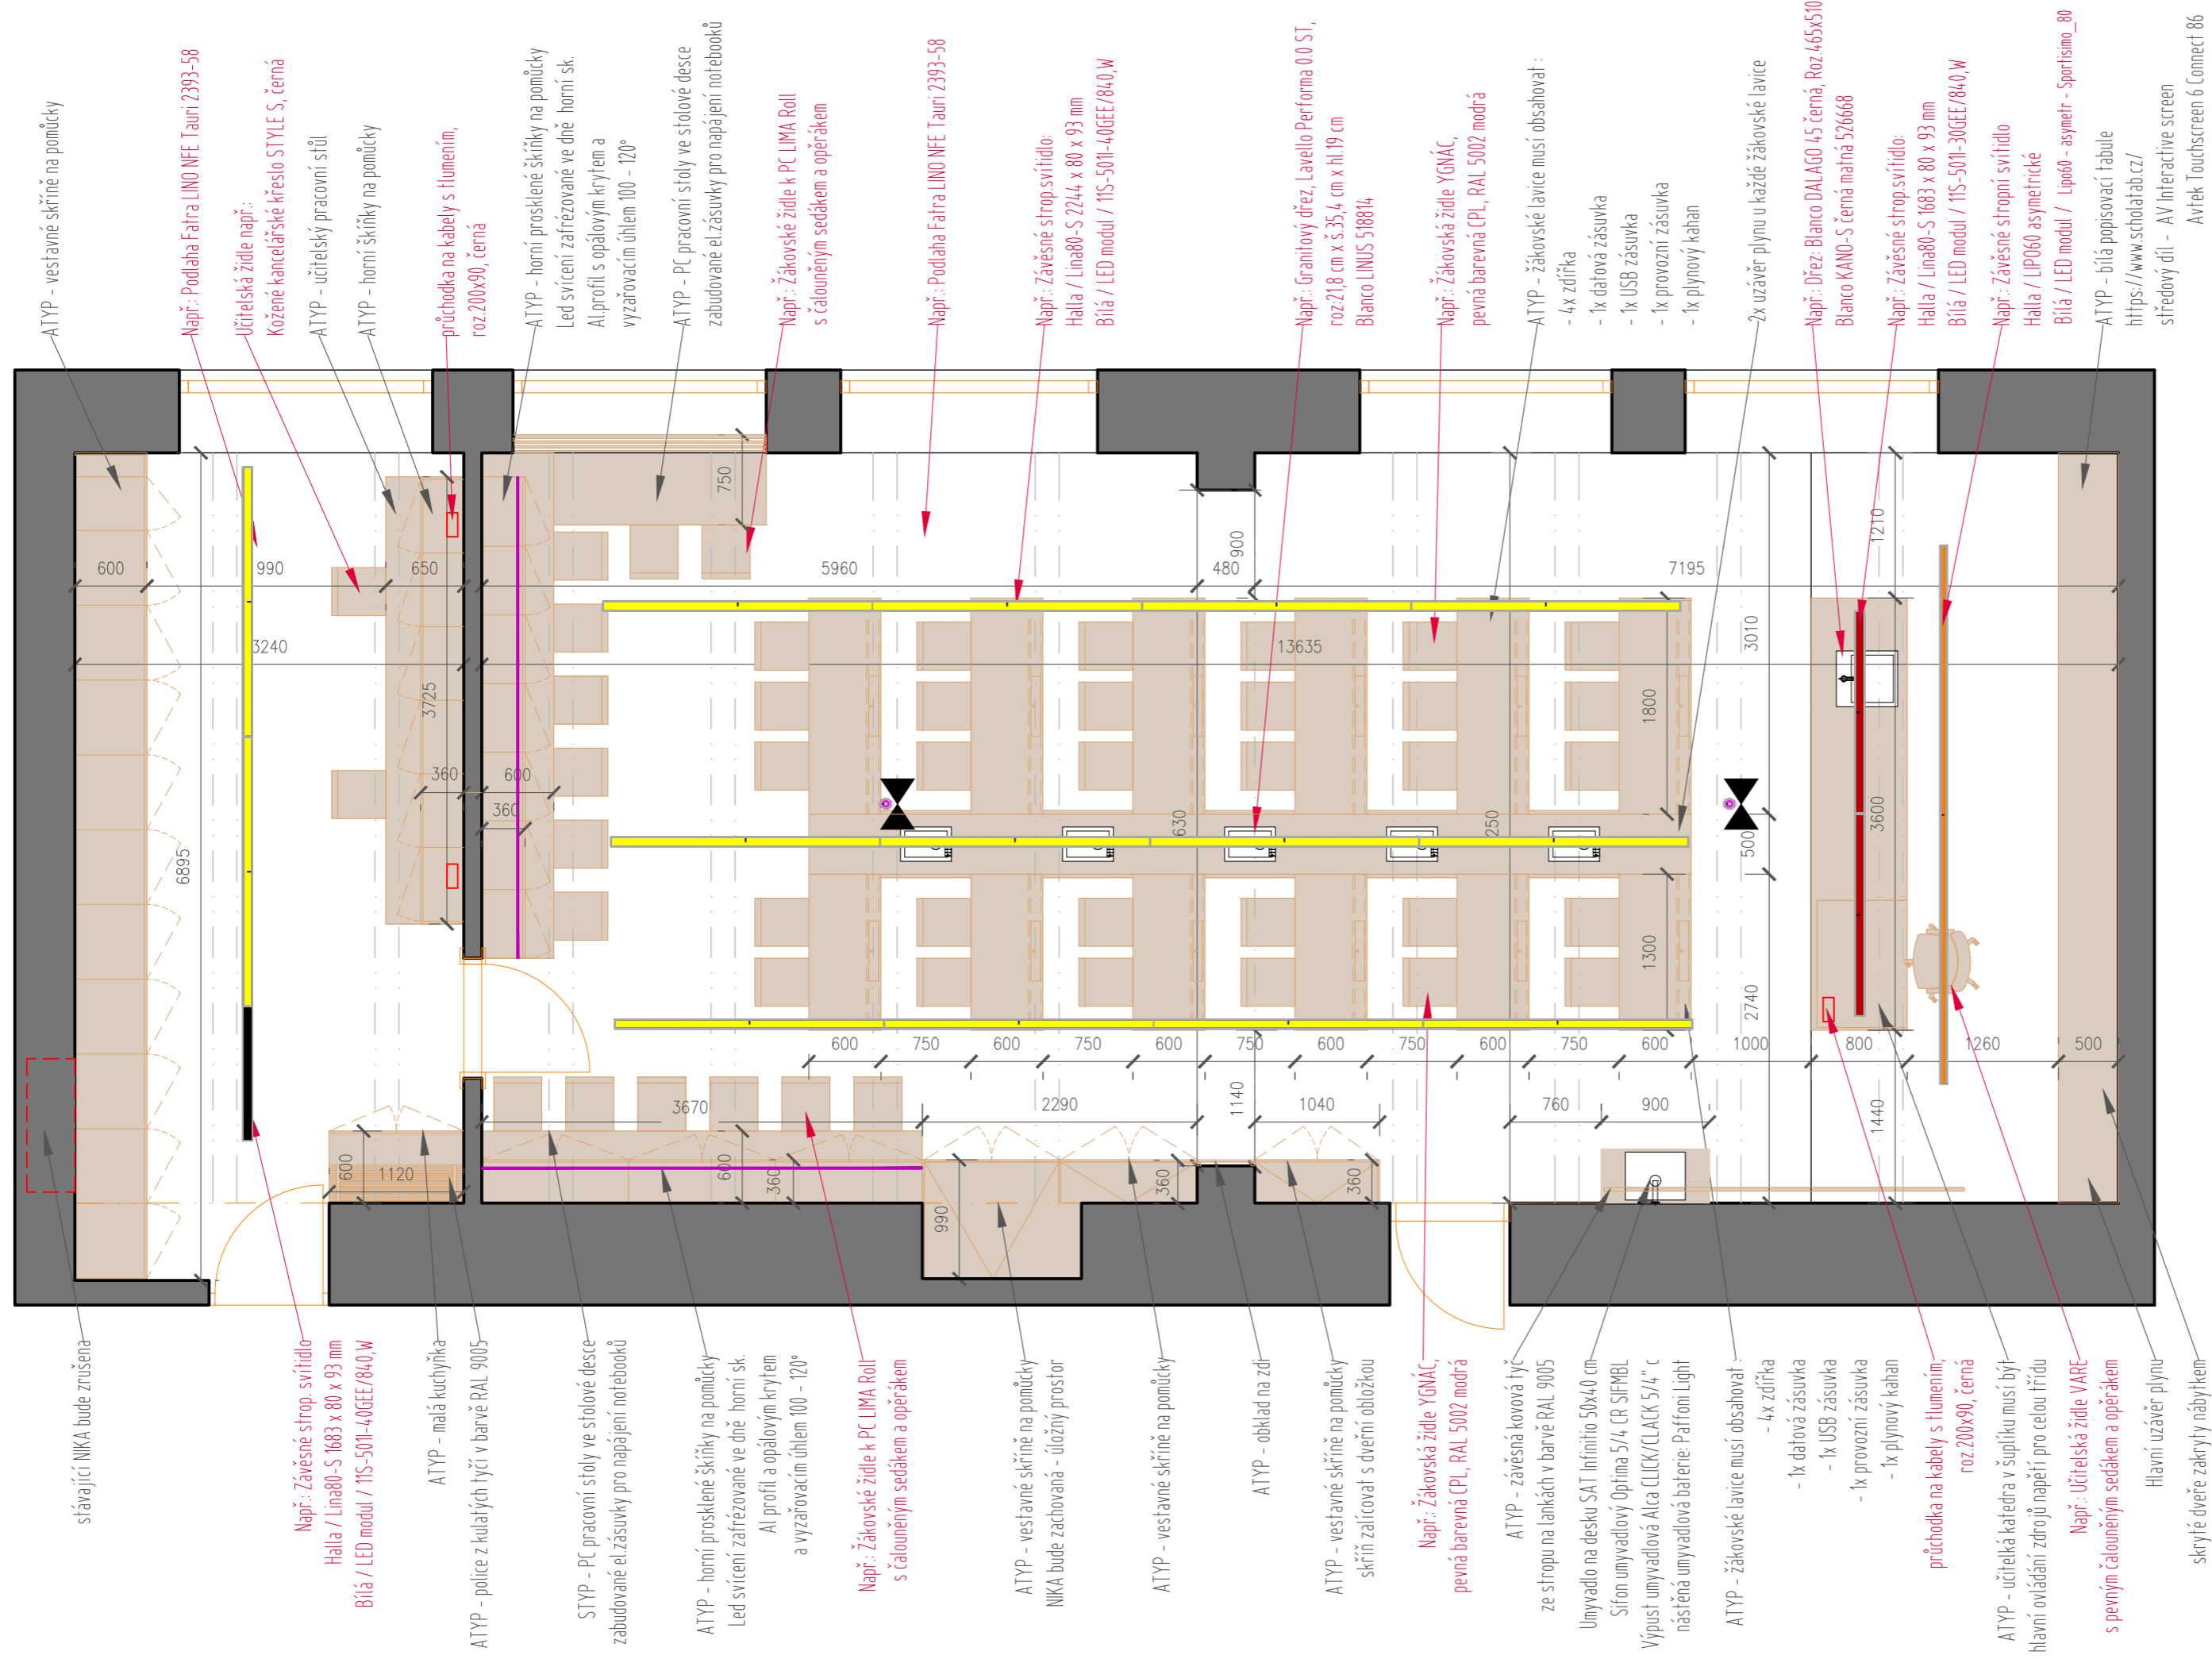 ATYP - vestavné skříně na pomůcky
Např.: Podlaha Fatra LINO NFE Tauri 2393-58
Učitelská židle např.:
Kožené kancelářské křeslo STYLE S, černá
ATYP - učitelský pracovní stůl
ATYP - horní škříňky na pomůcky
průchodka na kabely s tlumením,
roz.200x90, černá
ATYP - horní prosklené škříňky na pomůcky
Led svícení zafrézované ve dně horní sk.
Al.profil s opálovým krytem a
vyzařovacím úhlem 100 - 120°
ATYP - PC pracovní stoly ve stolové desce
zabudované el.zásuvky pro napájení notebooků
Např.: Žákovské židle k PC LIMA Roll
s čalouněným sedákem a opěrákem
Např.: Podlaha Fatra LINO NFE Tauri 2393-58
Např.: Závěsné strop.svítidlo:
Halla / Lina80-S 2244 x 80 x 93 mm
Bílá / LED modul / 11S-501I-40GEE/840,W
Např.: Granitový dřez, Lavello Performa 0.0 ST,
roz:21,8 cm x š.35,4 cm x hl.19 cm
Blanco LINUS 518814
Např.: Žákovská židle YGNÁC,
pevná barevná CPL, RAL 5002 modrá
ATYP - Žákovské lavice musí obsahovat :
- 4x zdířka
- 1x datová zásuvka
- 1x USB zásuvka
- 1x provozní zásuvka
- 1x plynový kahan
2x uzávěr plynu u každé žákovské lavice
Např.: Dřez: Blanco DALAGO 45 černá, Roz.465x510
Blanco KANO-S černá matná 526668
Např.: Závěsné strop.svítidlo:
Halla / Lina80-S 1683 x 80 x 93 mm
Bílá / LED modul / 11S-501I-30GEE/840,W
Např.: Závěsné stropní svítidlo
Halla / LIPO60 asymetrické
Bílá / LED modul / Lipo60 - asymetr - Sportisimo_80
ATYP - bílá popisovací tabule
https://www.scholatab.cz/
středový díl - AV Interactive screen
Avtek Touchscreen 6 Connect 86
750
900
1210
600
990
650
5960
480
7195
3240
13635
3010
3725
1800
360
600
360
630
250
500
3600
6895
1300
2740
600
750
600
750
600
750
600
750
600
750
600
1000
800
1260
500
3670
2290
1140
1040
760
900
1440
600
1120
600
360
360
360
990
stávající NIKA bude zrušena
Např.: Závěsné strop. svítidlo
Halla / Lina80-S 1683 x 80 x 93 mm
Bílá / LED modul / 11S-501I-40GEE/840,W
ATYP - malá kuchyňka
ATYP - police z kulatých tyčí v barvě RAL 9005
STYP - PC pracovní stoly ve stolové desce
zabudované el.zásuvky pro napájení notebooků
ATYP - horní prosklené škříňky na pomůcky
Led svícení zafrézované ve dně horní sk.
Al profil a opálovým krytem
a vyzařovacím úhlem 100 - 120°
Např.: Žákovské židle k PC LIMA Roll
s čalouněným sedákem a opěrákem
ATYP - vestavné skříně na pomůcky
NIKA bude zachovaná - úložný prostor
ATYP - vestavné skříně na pomůcky
ATYP - obklad na zdi
ATYP - vestavné skříně na pomůcky
skříň zalícovat s dveřní obložkou
Např.: Žákovská židle YGNÁC,
pevná barevná CPL, RAL 5002 modrá
ATYP - závěsná kovová tyč
ze stropu na lankách v barvě RAL 9005
Umyvadlo na desku SAT Infinitio 50x40 cm
Sifon umyvadlový Optima 5/4 CR SIFMBL
Výpust umyvadlová Alca CLICK/CLACK 5/4" c
nástěnná umyvadlová baterie: Paffoni Light
ATYP - žákovské lavice musí obsahovat :
- 4x zdířka
- 1x datová zásuvka
- 1x USB zásuvka
- 1x provozní zásuvka
- 1x plynový kahan
průchodka na kabely s tlumením,
roz.200x90, černá
ATYP - učitelká katedra v šuplíku musí být
hlavní ovládání zdrojů napětí pro celou třídu
Např.: Učitelská židle VARE
s pevným čalouněným sedákem a opěrákem
Hlavní uzávěr plynu
skryté dveře zakryty nábytkem